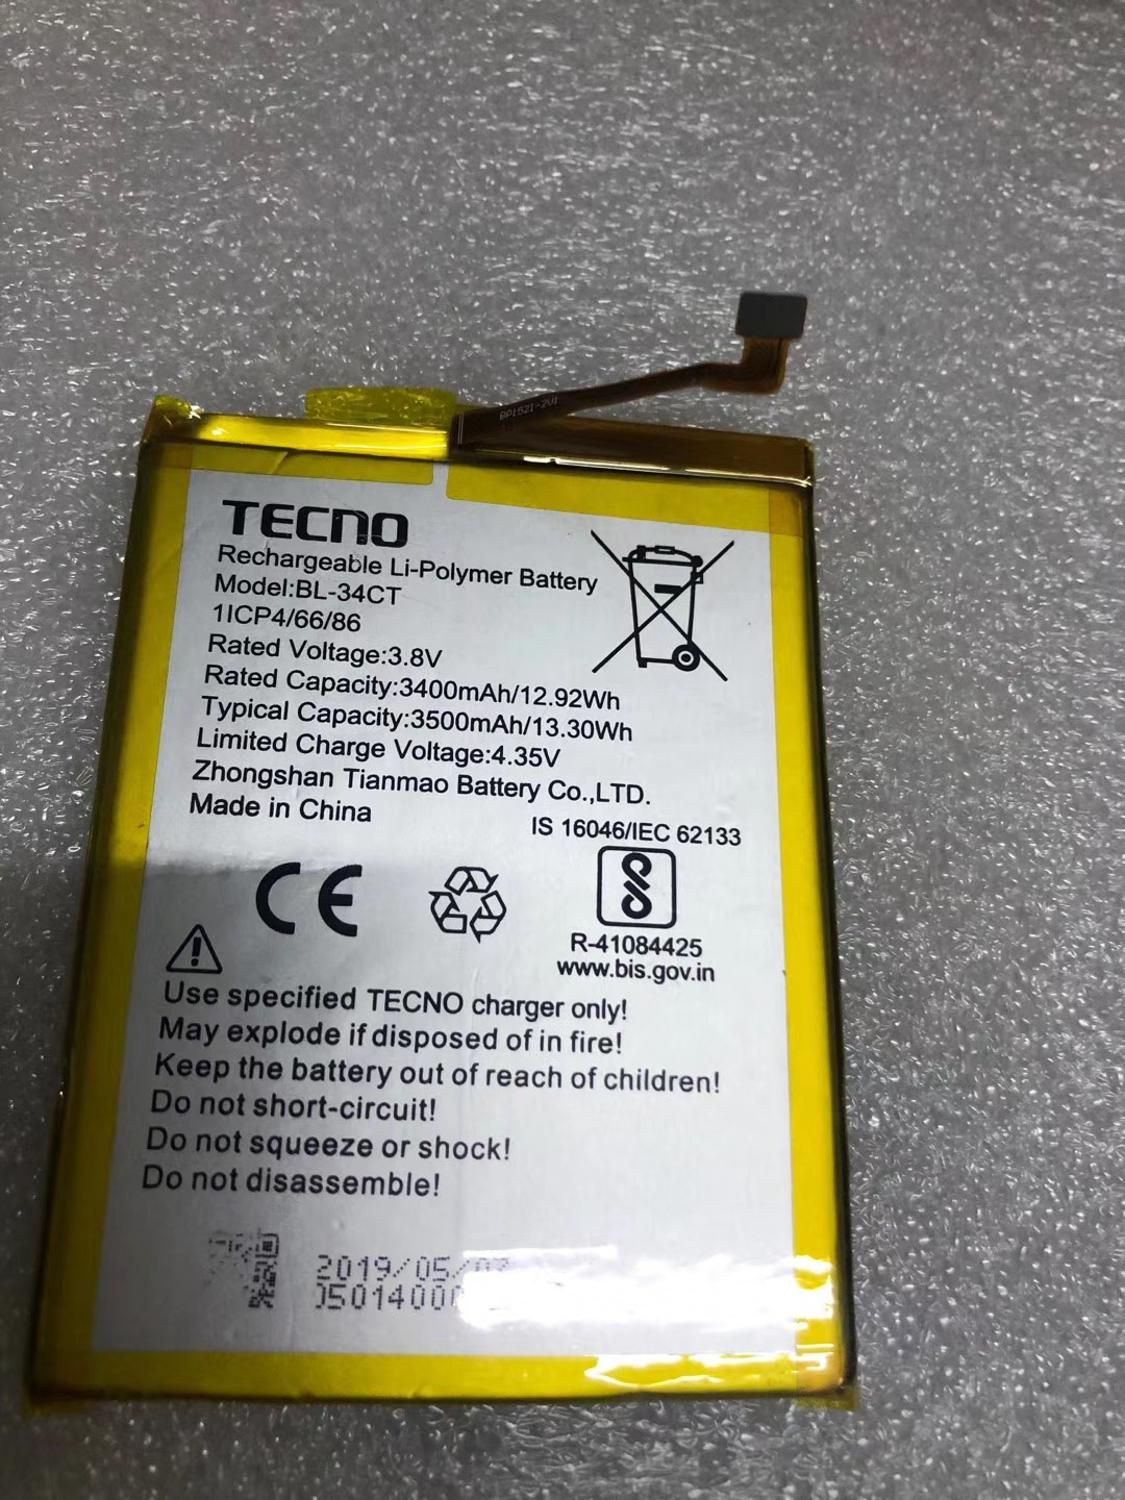 BP1521-2V1
TECNO
Rechargeable Li-Polymer Battery
Model:BL-34CT
1ICP4/66/86
Rated Voltage:3.8V
Rated Capacity:3400mAh/12.92Wh
Typical Capacity:3500mAh/13.30Wh
Limited Charge Voltage:4.35V
Zhongshan Tianmao Battery Co.,LTD.
Made in China
IS 16046/IEC 62133
CE
R-41084425
www.bis.gov.in
Use specified TECNO charger only!
May explode if disposed of in fire!
Keep the battery out of reach of children!
Do not short-circuit!
Do not squeeze or shock!
Do not disassemble!
2019/05/